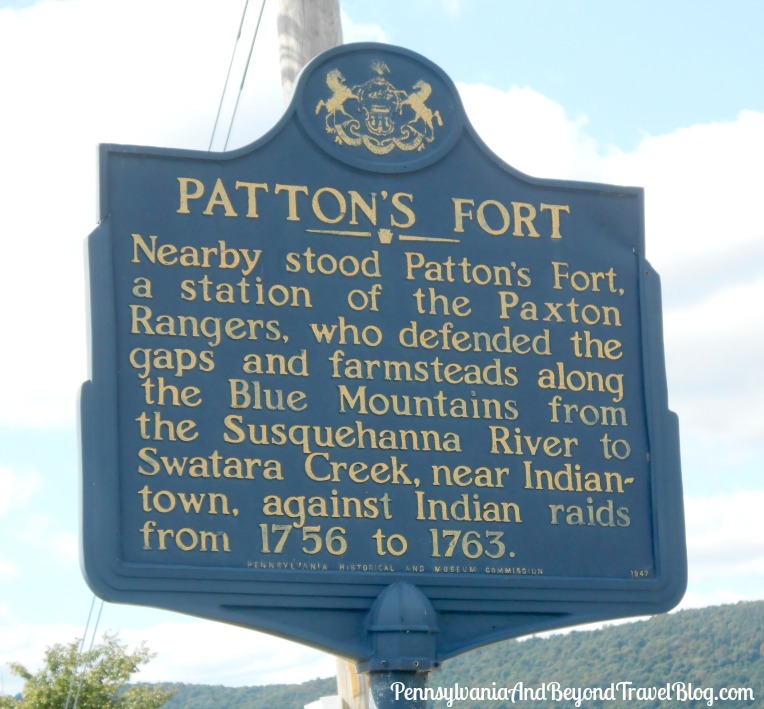 PATTON'S FORT
Nearby stood Patton's Fort,
a station of the Paxton
Rangers, who defended the
gaps and farmsteads along
the Blue Mountains from
the Susquehanna River to
Swatara Creek, near Indian-
town, against Indian raids
from 1756 to 1763.
PENNSYLVANIA HISTORICAL AND MUSEUM COMMISSION 1947
PennsylvaniaAndBeyondTravelBlog.com